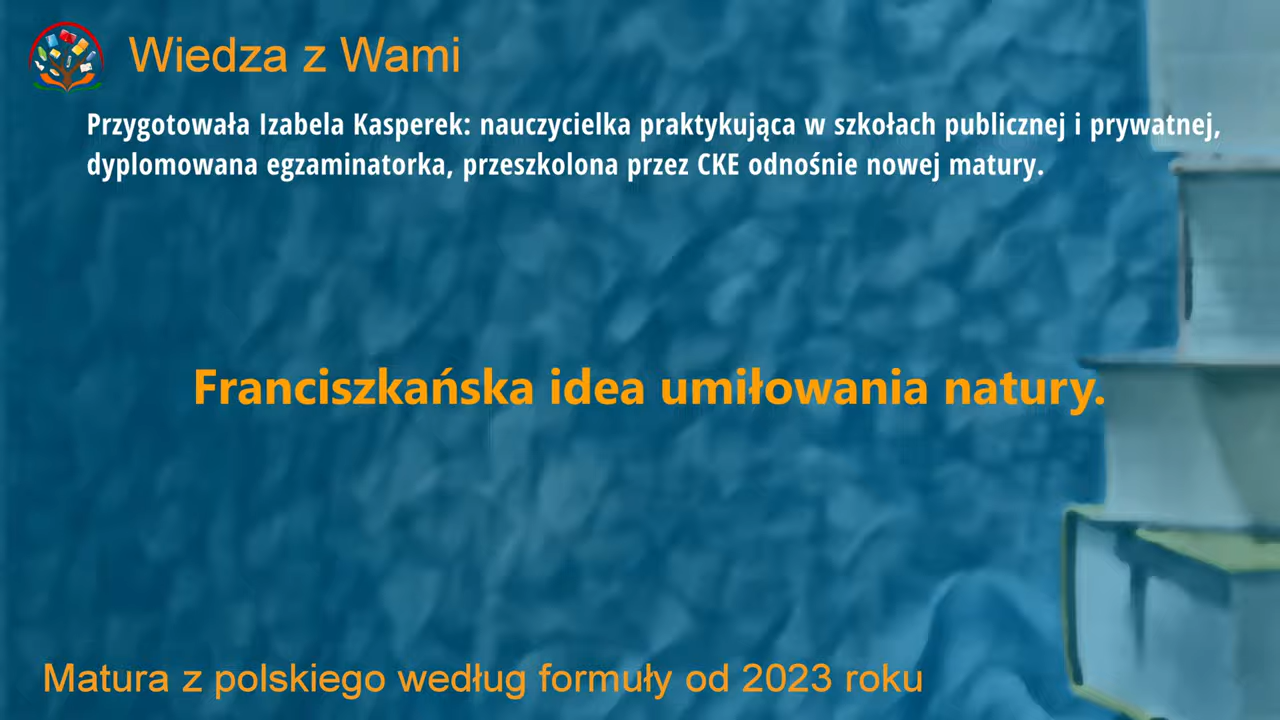 Wiedza z Wami
Przygotowała Izabela Kasperek: nauczycielka praktykująca w szkołach publicznej i prywatnej,
dyplomowana egzaminatorka, przeszkolona przez CKE odnośnie nowej matury.
Franciszkańska idea umiłowania natury.
Matura z polskiego według formuły od 2023 roku